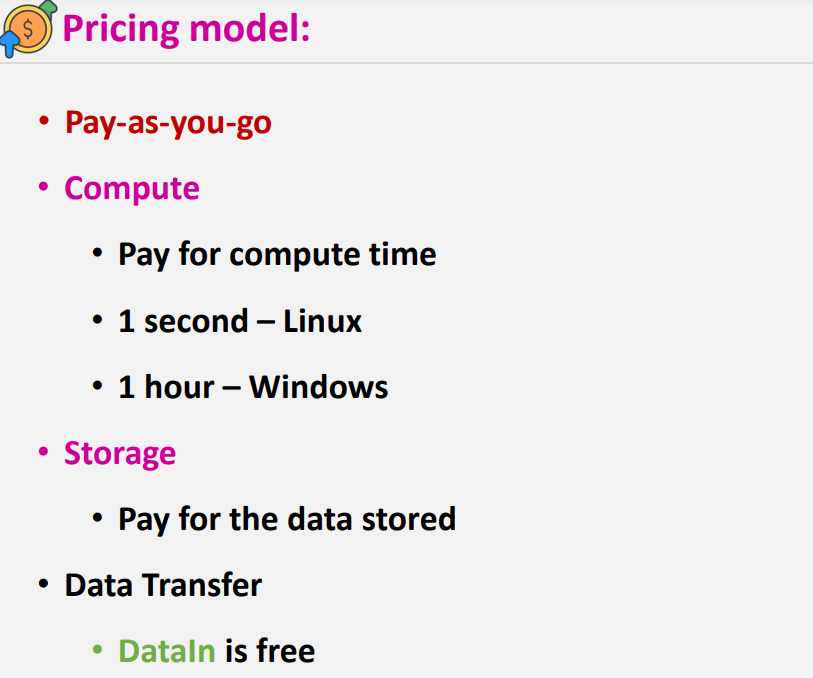 $ Pricing model:
• Pay-as-you-go
• Compute
• Pay for compute time
• 1 second – Linux
• 1 hour – Windows
• Storage
• Pay for the data stored
• Data Transfer
• DataIn is free